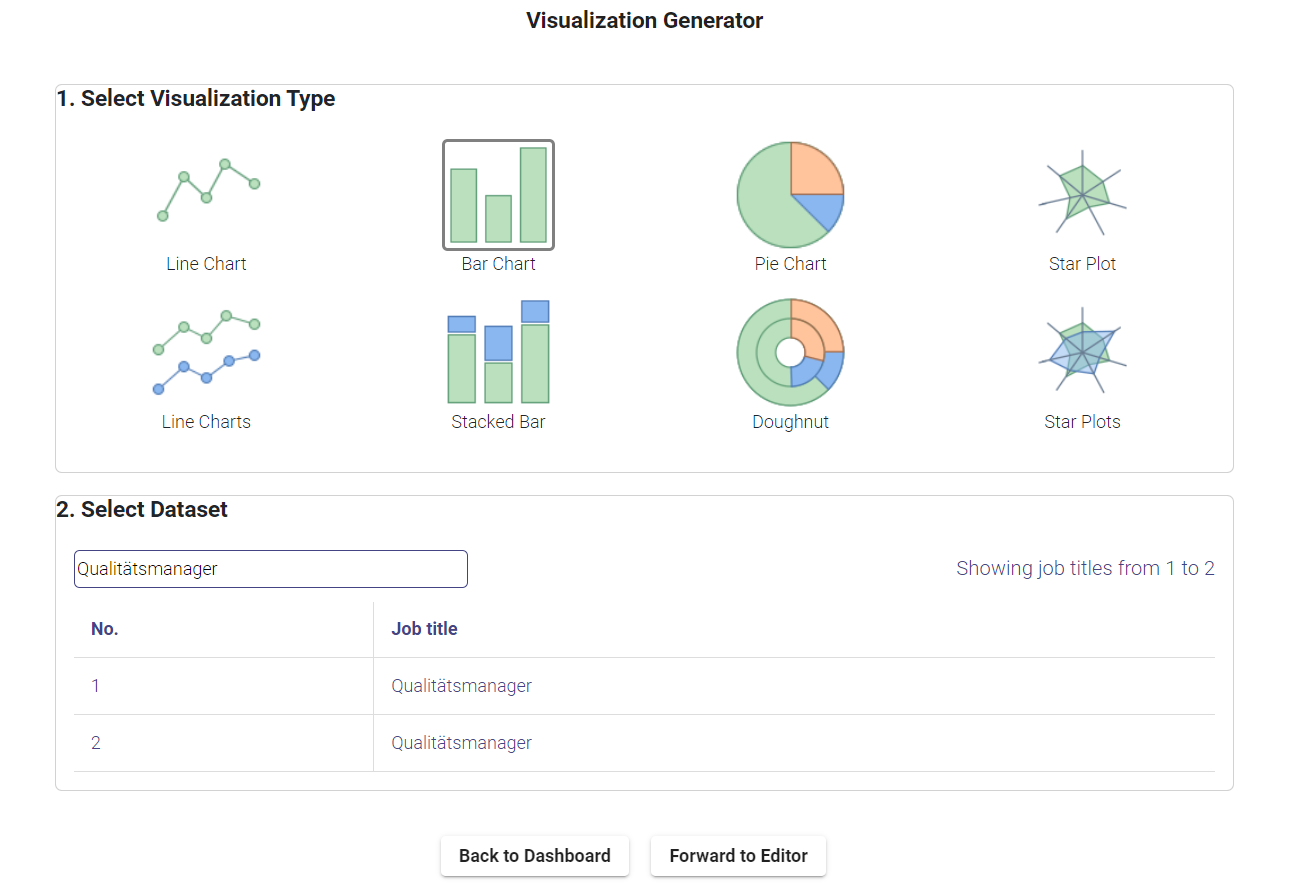 Visualization Generator
1. Select Visualization Type
Line Chart
Bar Chart
Pie Chart
Star Plot
Line Charts
Stacked Bar
Doughnut
Star Plots
2. Select Dataset
Qualitätsmanager
Showing job titles from 1 to 2
No. Job title
1 Qualitätsmanager
2 Qualitätsmanager
Back to Dashboard
Forward to Editor